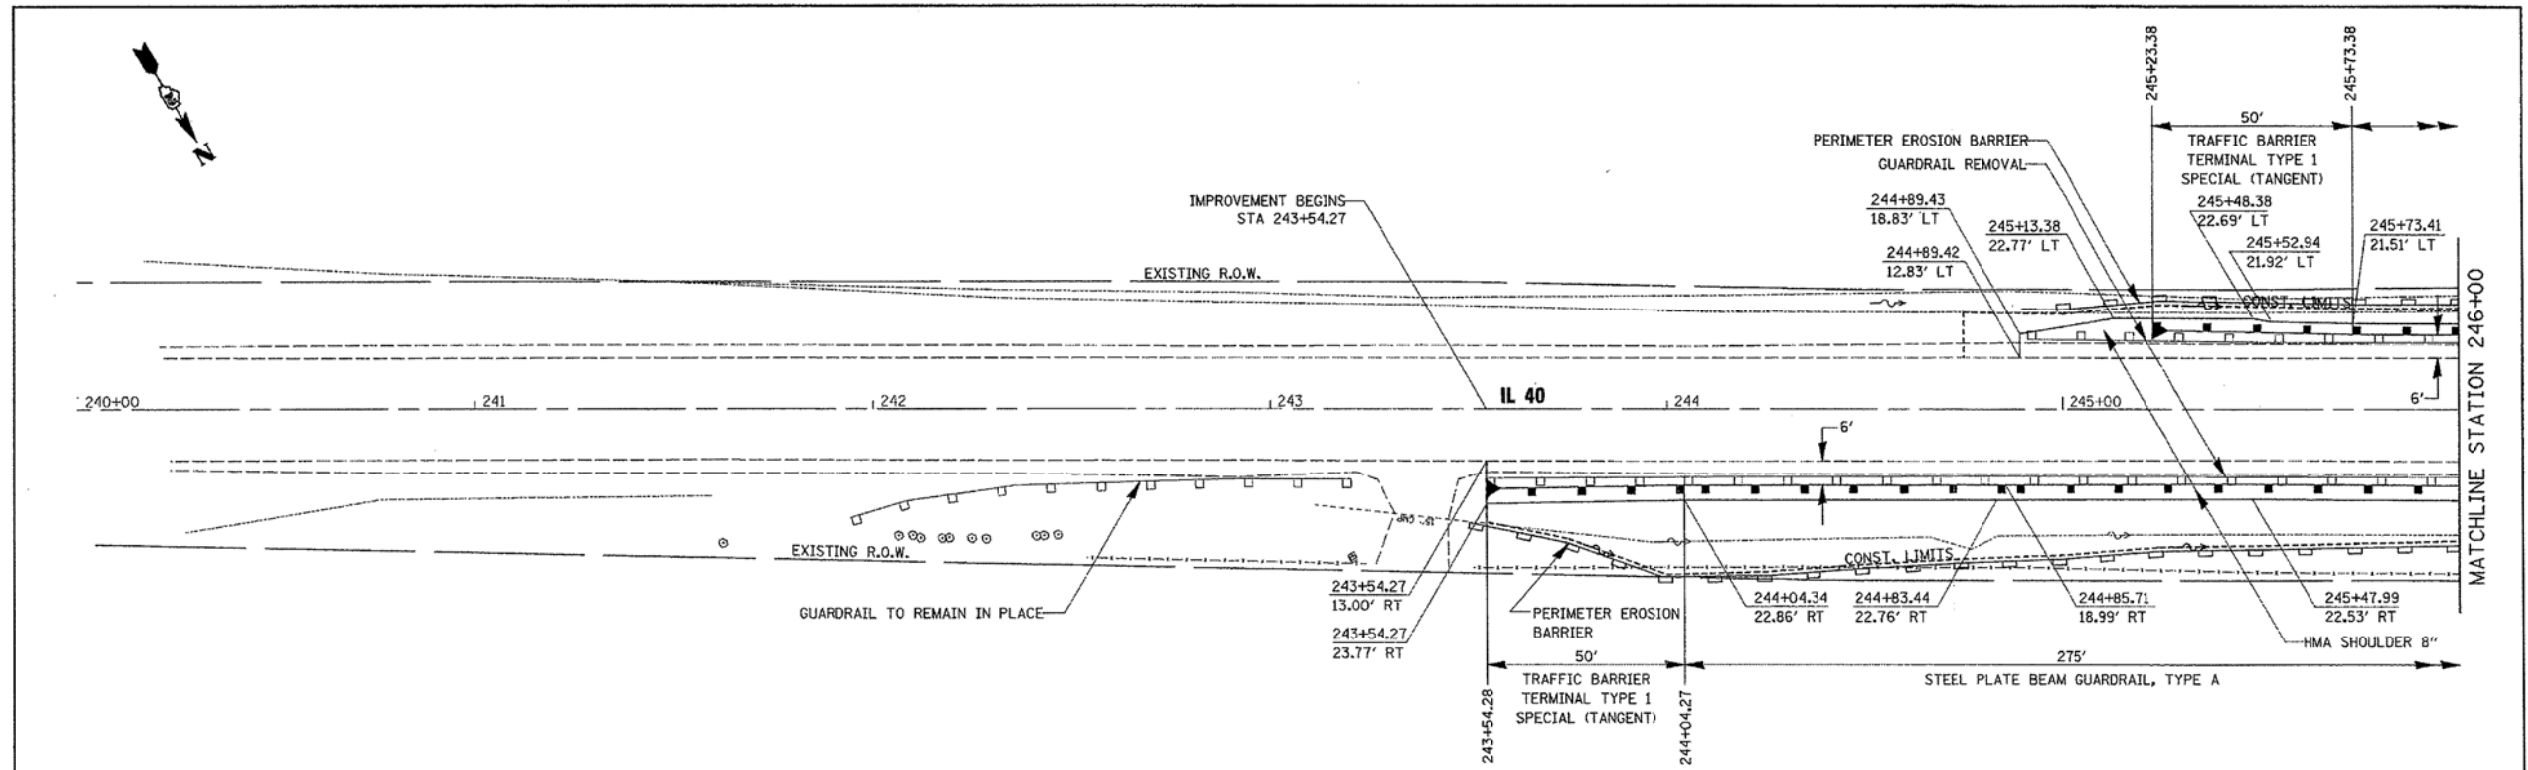 N
245+23.38
245+73.38
50'
PERIMETER EROSION BARRIER
GUARDRAIL REMOVAL
TRAFFIC BARRIER
TERMINAL TYPE 1
SPECIAL (TANGENT)
IMPROVEMENT BEGINS
STA 243+54.27
244+89.43
18.83' LT
245+13.38
22.77' LT
245+48.38
22.69' LT
245+73.41
21.51' LT
244+89.42
12.83' LT
245+52.94
21.92' LT
EXISTING R.O.W.
CONST. LIMITS
MATCHLINE STATION 246+00
240+00
241
242
243
IL 40
244
245+00
6'
6'
15" CMP
EXISTING R.O.W.
CONST. LIMITS
GUARDRAIL TO REMAIN IN PLACE
243+54.27
13.00' RT
243+54.27
23.77' RT
PERIMETER EROSION
BARRIER
244+04.34
22.86' RT
244+83.44
22.76' RT
244+85.71
18.99' RT
245+47.99
22.53' RT
HMA SHOULDER 8"
50'
TRAFFIC BARRIER
TERMINAL TYPE 1
SPECIAL (TANGENT)
275'
STEEL PLATE BEAM GUARDRAIL, TYPE A
243+54.28
244+04.27